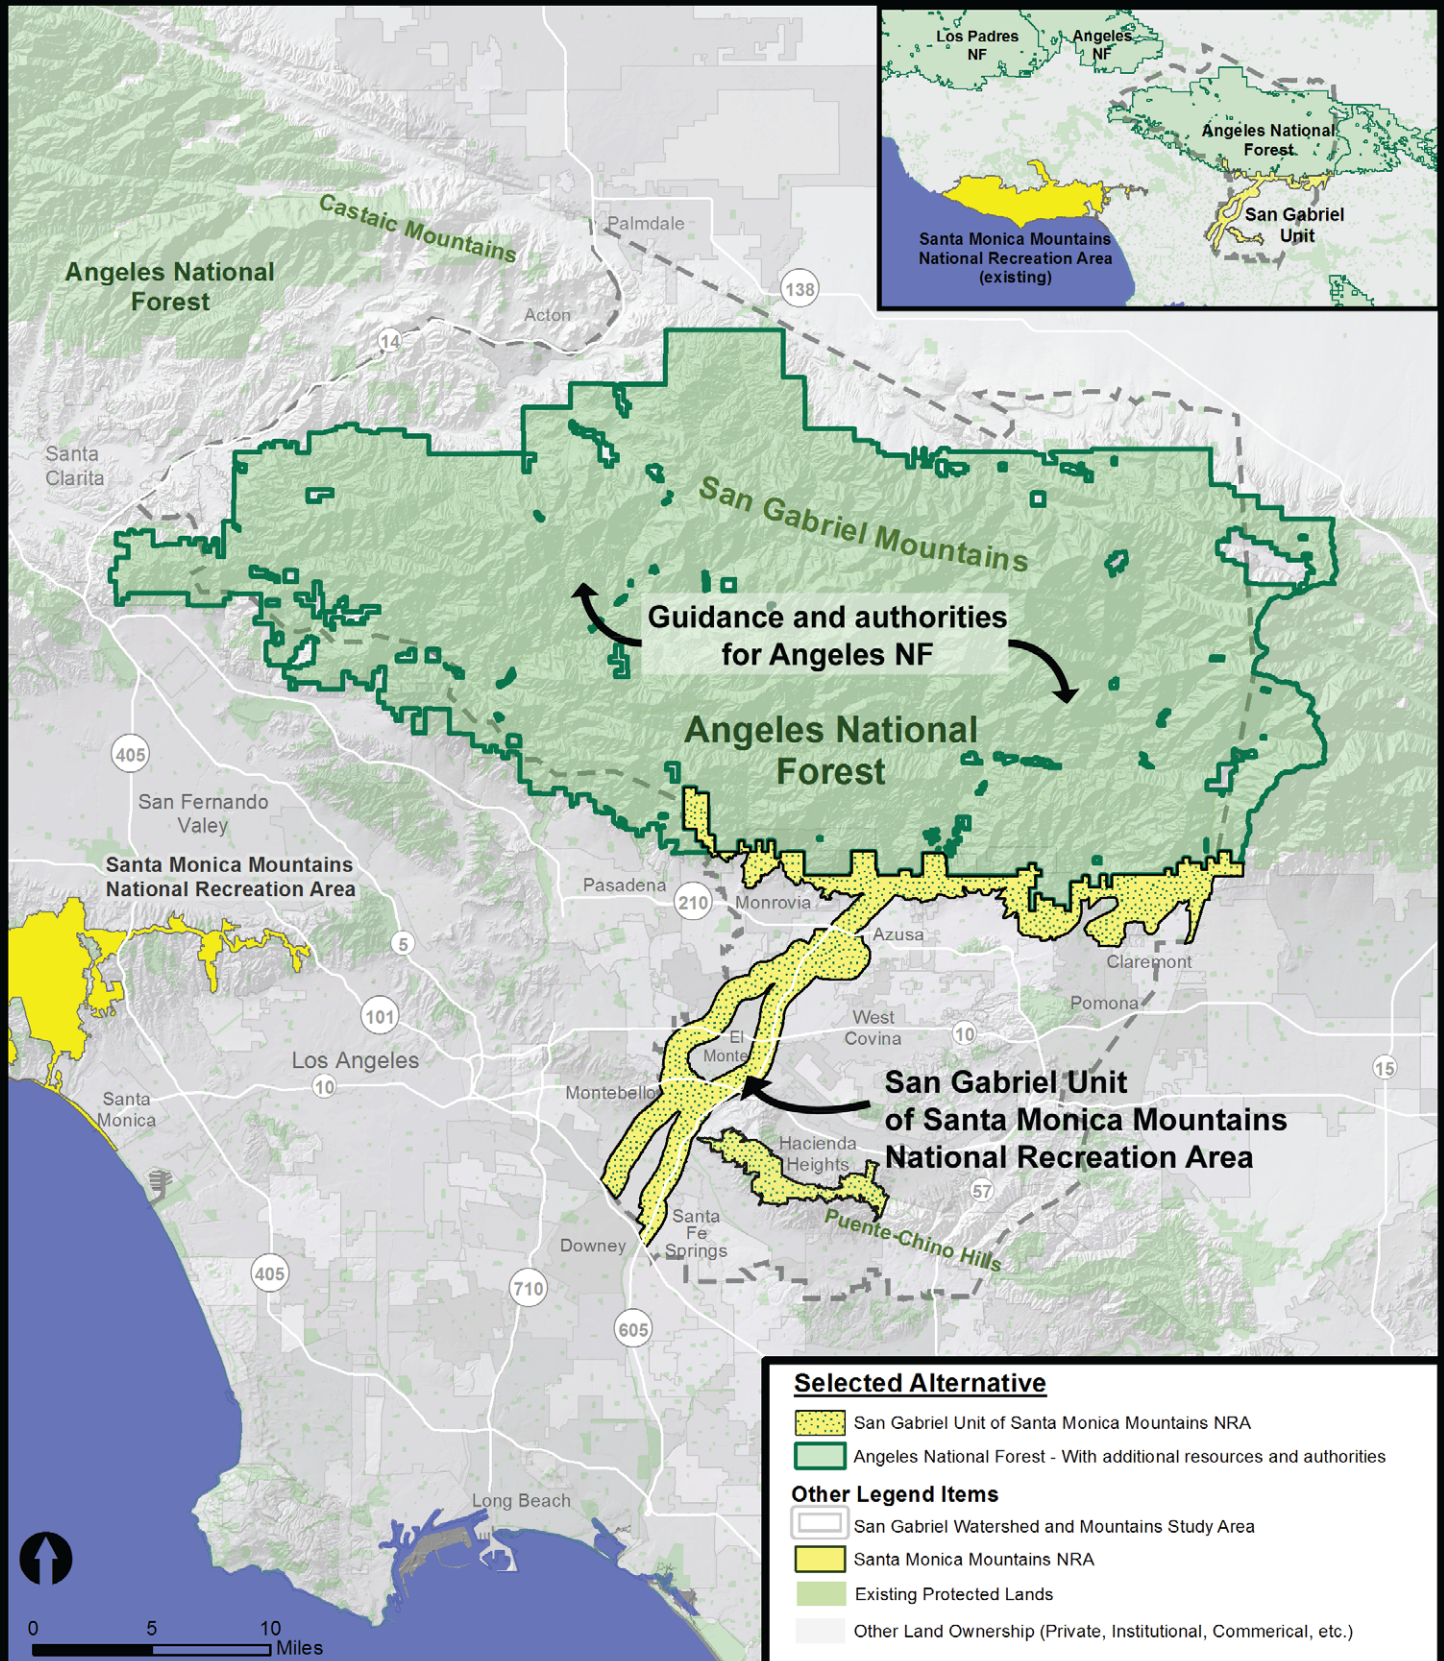 Los Padres
NF
Angeles
NF
Angeles National
Forest
San Gabriel
Unit
Santa Monica Mountains
National Recreation Area
(existing)
Castaic Mountains
Palmdale
Angeles National
Forest
138
Acton
14
Santa
Clarita
San Gabriel Mountains
Guidance and authorities
for Angeles NF
Angeles National
Forest
405
San Fernando
Valey
Santa Monica Mountains
National Recreation Area
Pasadena
210
Monrovia
Azusa
5
Claremont
Pomona
101
West
Covina
10
El
Monte
Los Angeles
10
15
Montebello
San Gabriel Unit
of Santa Monica Mountains
National Recreation Area
Santa
Monica
Hacienda
Heights
57
Puente-Chino Hills
Santa
Fe
Springs
Downey
405
710
605
Long Beach
0 5 10
Miles
Selected Alternative
San Gabriel Unit of Santa Monica Mountains NRA
Angeles National Forest - With additional resources and authorities
Other Legend Items
San Gabriel Watershed and Mountains Study Area
Santa Monica Mountains NRA
Existing Protected Lands
Other Land Ownership (Private, Institutional, Commerical, etc.)